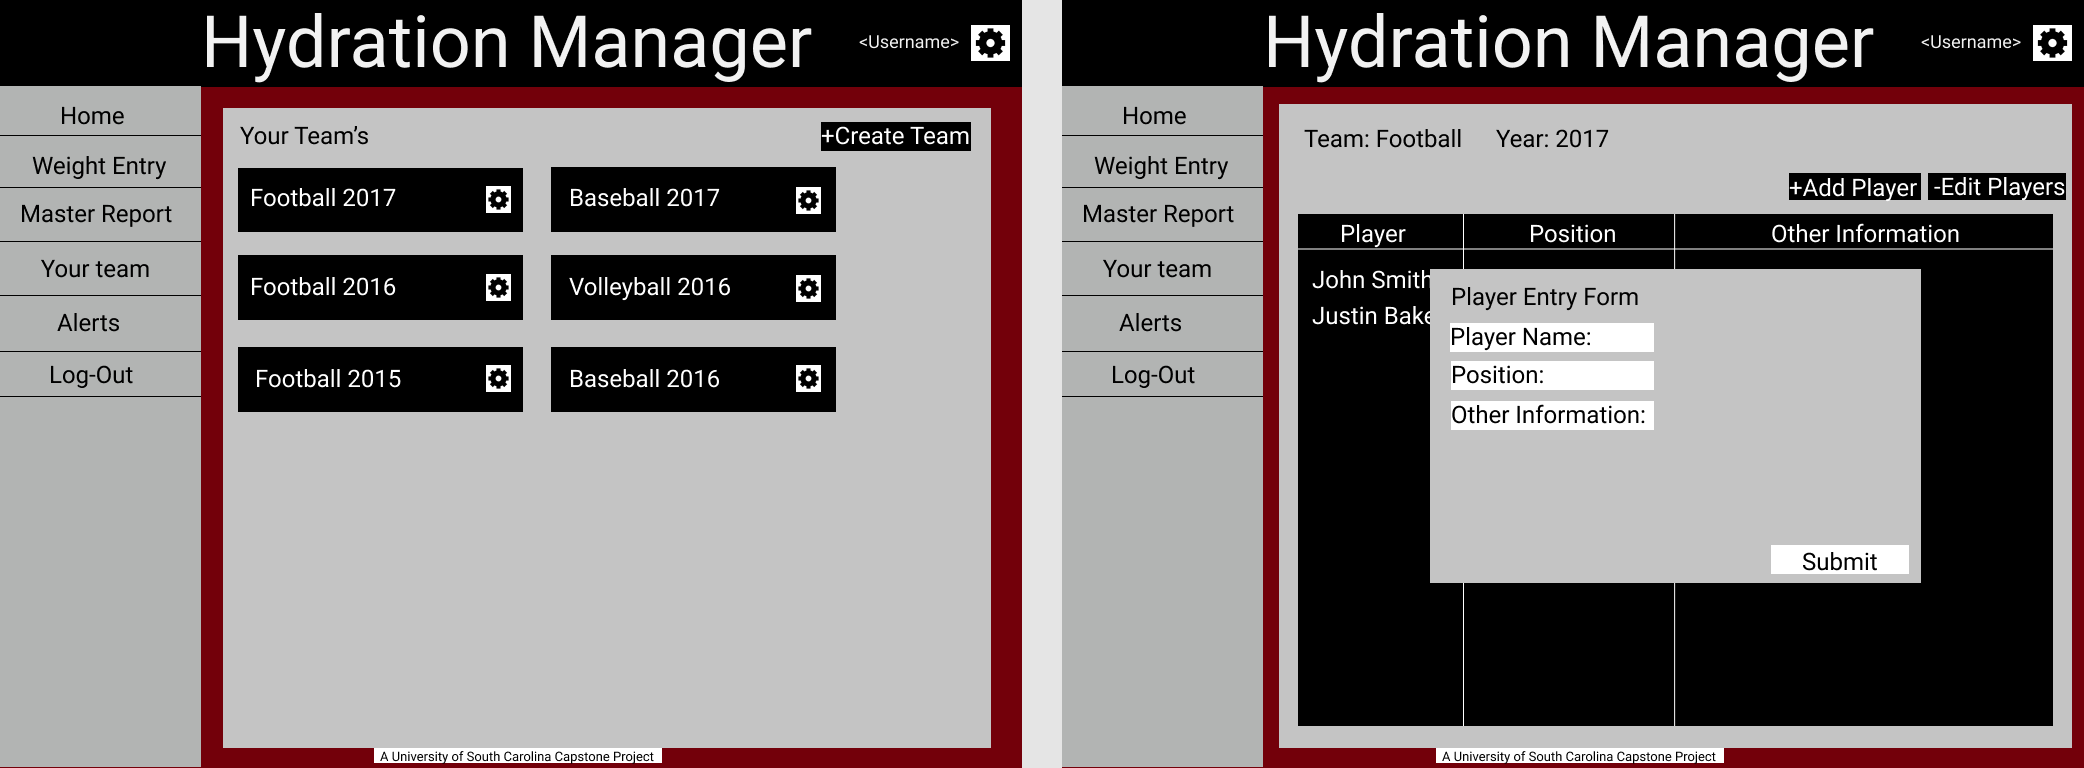 Hydration Manager
<Username>
Home
Weight Entry
Master Report
Your team
Alerts
Log-Out
Your Team's
+Create Team
Football 2017
Baseball 2017
Football 2016
Volleyball 2016
Football 2015
Baseball 2016
A University of South Carolina Capstone Project
Hydration Manager
<Username>
Home
Weight Entry
Master Report
Your team
Alerts
Log-Out
Team: Football Year: 2017
+Add Player -Edit Players
Player Position Other Information
John Smith
Justin Bake
Player Entry Form
Player Name:
Position:
Other Information:
Submit
A University of South Carolina Capstone Project